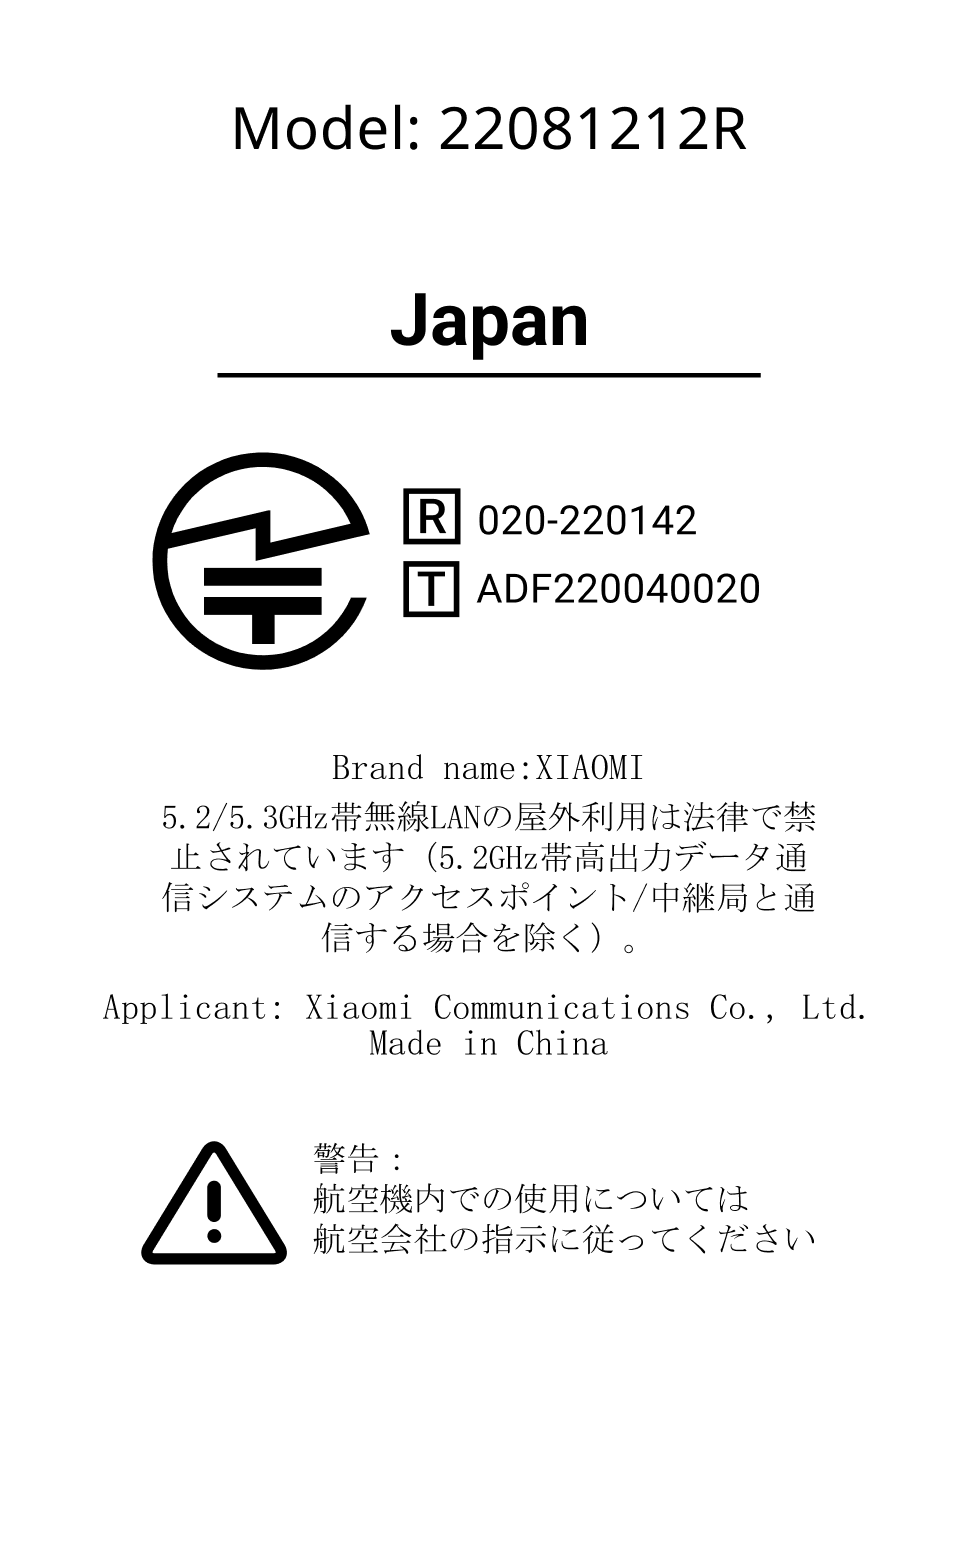 Model: 22081212R
Japan
R 020-220142
T ADF220040020
Brand name:XIAOMI
5.2/5.3GHz帯無線LANの屋外利用は法律で禁
止されています（5.2GHz帯高出力データ通
信システムのアクセスポイント/中継局と通
信する場合を除く）。
Applicant: Xiaomi Communications Co., Ltd.
Made in China
警告：
航空機内での使用については
航空会社の指示に従ってください